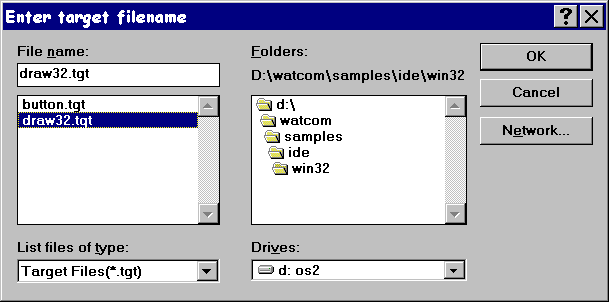 Enter target filename
File name:
draw32.tgt
button.tgt
draw32.tgt
List files of type:
Target Files(*.tgt)
Folders:
D:\watcom\samples\ide\win32
d:\
watcom
samples
ide
win32
Drives:
d: os2
OK
Cancel
Network...